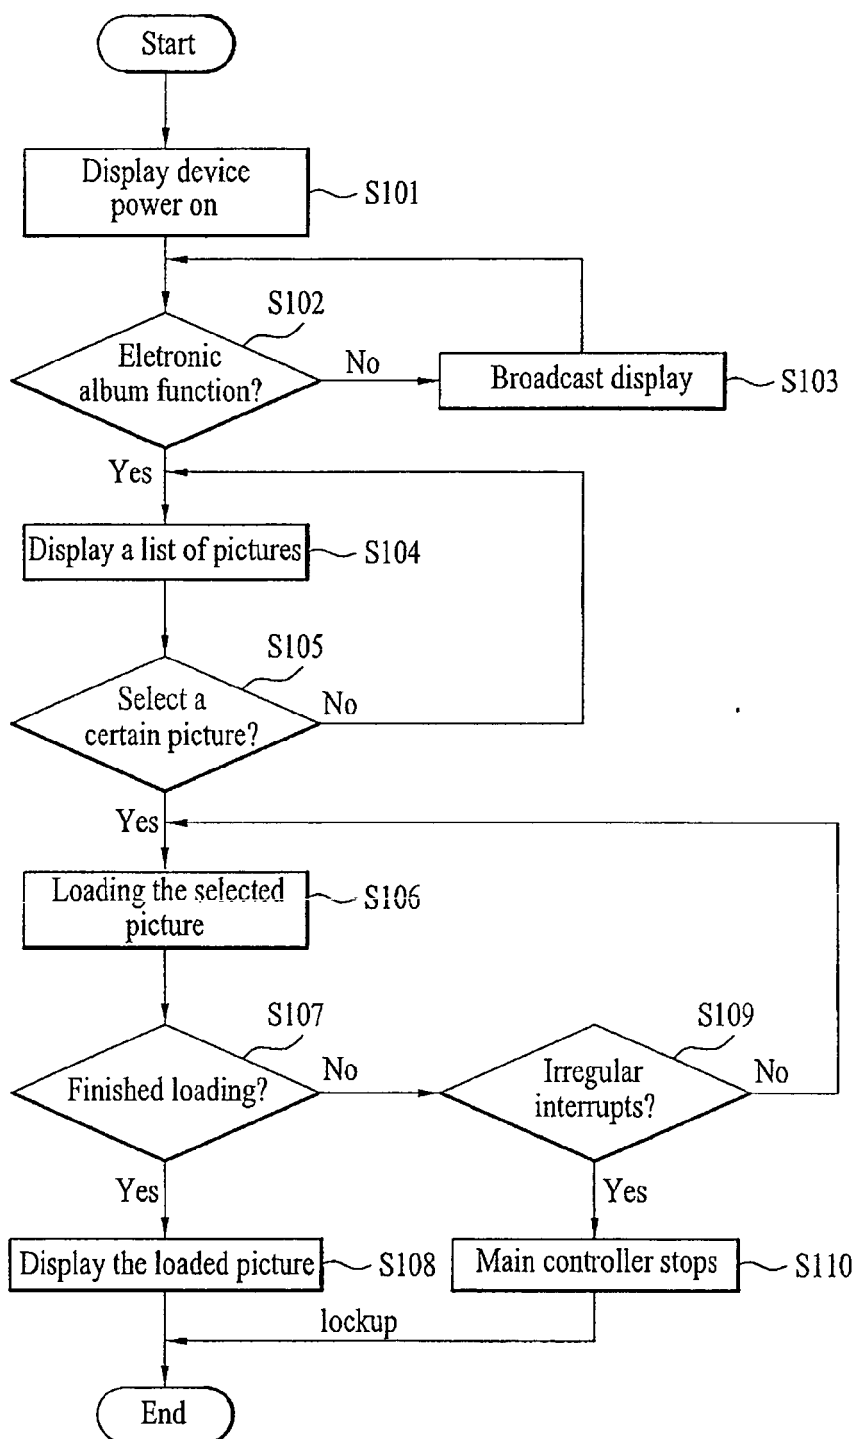 Start
Display device
power on
S101
S102
Eletronic
album function?
No
Broadcast display
S103
Yes
Display a list of pictures
S104
S105
Select a
certain picture?
No
Yes
Loading the selected
picture
S106
S107
Finished loading?
No
S109
Irregular
interrupts?
No
Yes
Yes
Display the loaded picture
S108
Main controller stops
S110
lockup
End